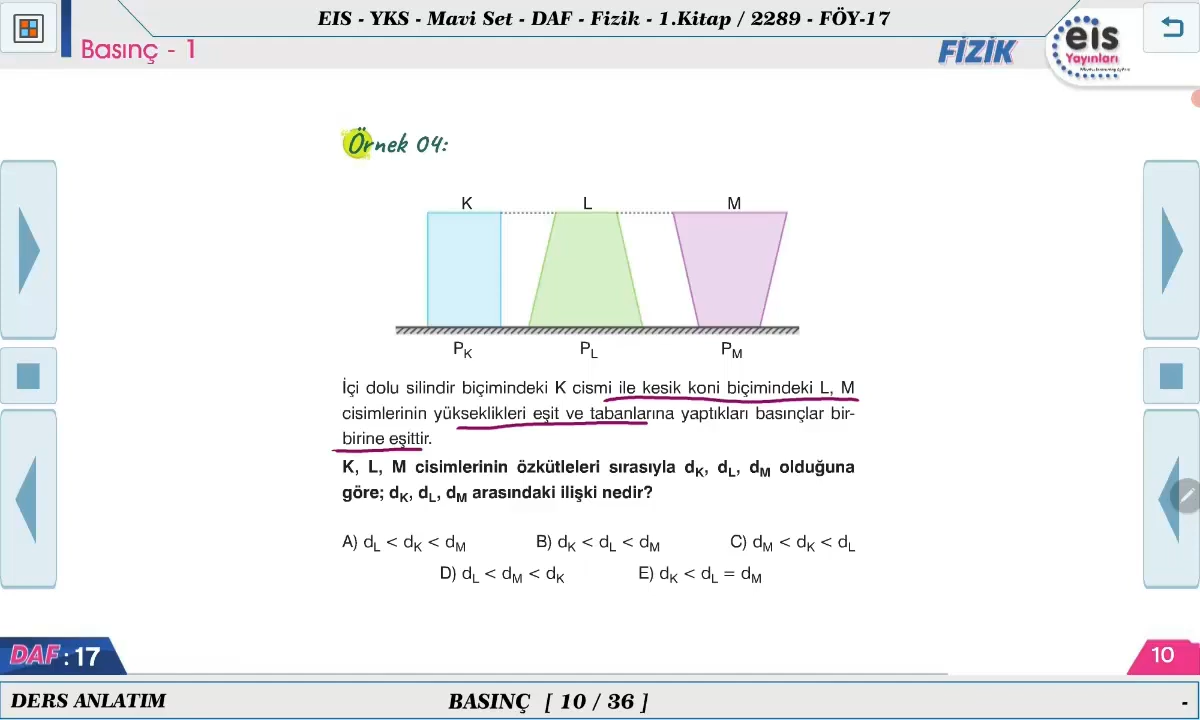 EIS - YKS - Mavi Set - DAF - Fizik - 1.Kitap / 2289 - FÖY-17
Basınç - 1
FİZİK
eis
Yayınları
Örnek 04:
K L M
PK PL PM
İçi dolu silindir biçimindeki K cismi ile kesik koni biçimindeki L, M
cisimlerinin yükseklikleri eşit ve tabanlarına yaptıkları basınçlar bir-
birine eşittir.
K, L, M cisimlerinin özkütleleri sırasıyla dK, dL, dM olduğuna
göre; dK, dL, dM arasındaki ilişki nedir?
A) dL < dK < dM B) dK < dL < dM C) dM < dK < dL
D) dL < dM < dK E) dK < dL = dM
DAF : 17
10
DERS ANLATIM BASINÇ [ 10 / 36 ] -